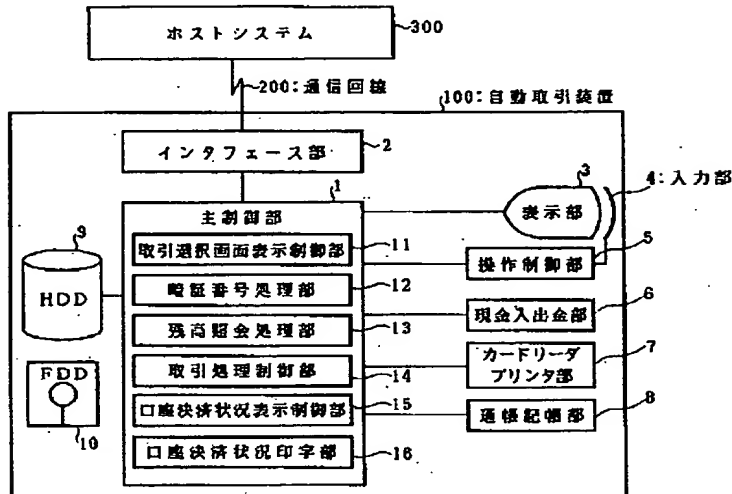 ホストシステム
300
200:通信回線
100:自動取引装置
インタフェース部
2
1
主制御部
取引選択画面表示制御部
11
暗証番号処理部
12
残高照会処理部
13
取引処理制御部
14
口座決済状況表示制御部
15
口座決済状況印字部
16
9
HDD
FDD
10
3
表示部
4:入力部
操作制御部
5
現金入出金部
6
カードリーダ
プリンタ部
7
通帳記帳部
8